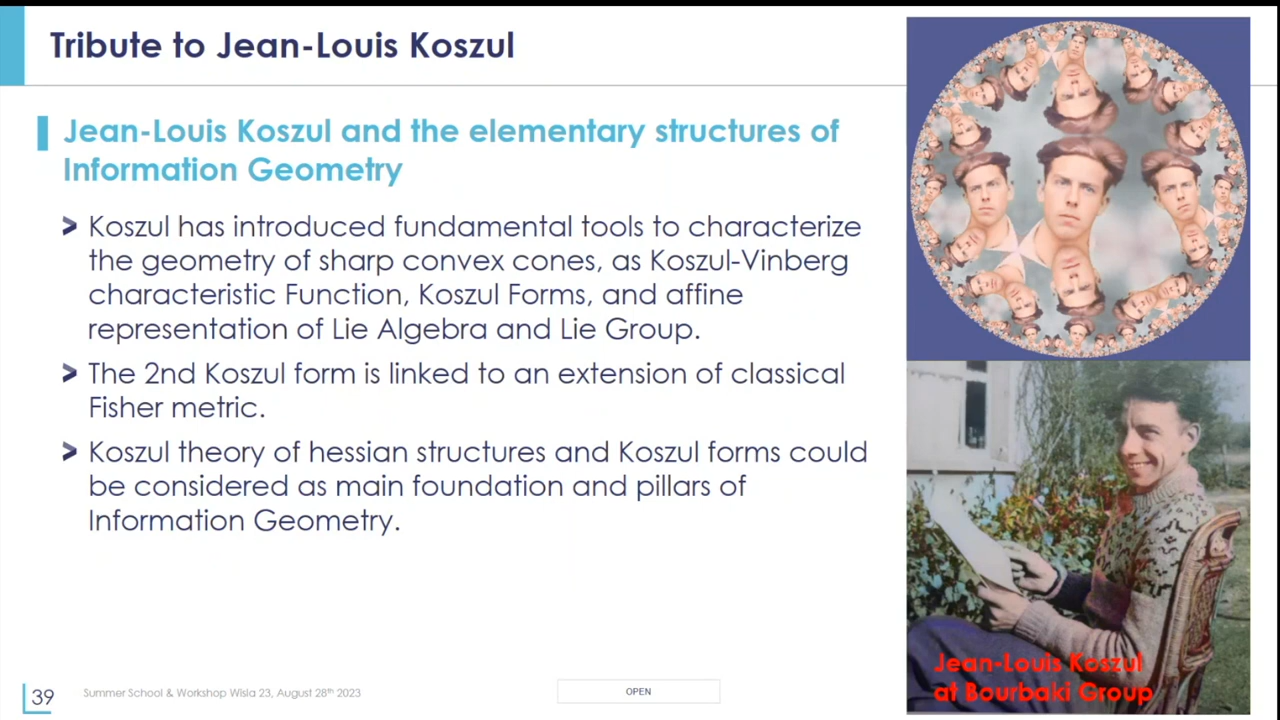 Tribute to Jean-Louis Koszul
Jean-Louis Koszul and the elementary structures of
Information Geometry
Koszul has introduced fundamental tools to characterize
the geometry of sharp convex cones, as Koszul-Vinberg
characteristic Function, Koszul Forms, and affine
representation of Lie Algebra and Lie Group.
The 2nd Koszul form is linked to an extension of classical
Fisher metric.
Koszul theory of hessian structures and Koszul forms could
be considered as main foundation and pillars of
Information Geometry.
Jean-Louis Koszul
at Bourbaki Group
39
Summer School & Workshop Wisla 23, August 28th 2023
OPEN